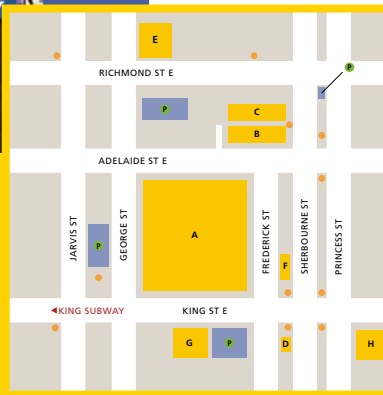 E
P
RICHMOND ST E
P
C
B
ADELAIDE ST E
JARVIS ST
GEORGE ST
A
FREDERICK ST
SHERBOURNE ST
PRINCESS ST
P
F
KING SUBWAY
KING ST E
G
P
D
H